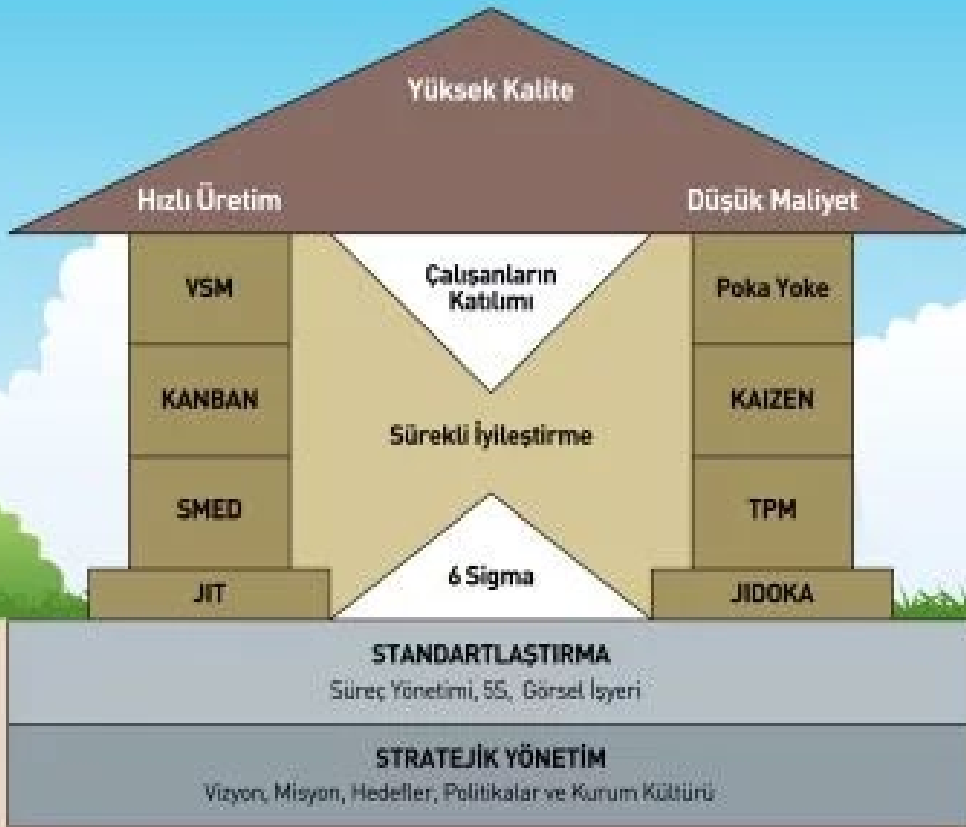 Yüksek Kalite
Hızlı Üretim
Düşük Maliyet
VSM
Çalışanların
Katılımı
Poka Yoke
KANBAN
KAIZEN
Sürekli İyileştirme
SMED
TPM
6 Sigma
JIT
JIDOKA
STANDARTLAŞTIRMA
Süreç Yönetimi, 5S, Görsel İşyeri
STRATEJİK YÖNETİM
Vizyon, Misyon, Hedefler, Politikalar ve Kurum Kültürü